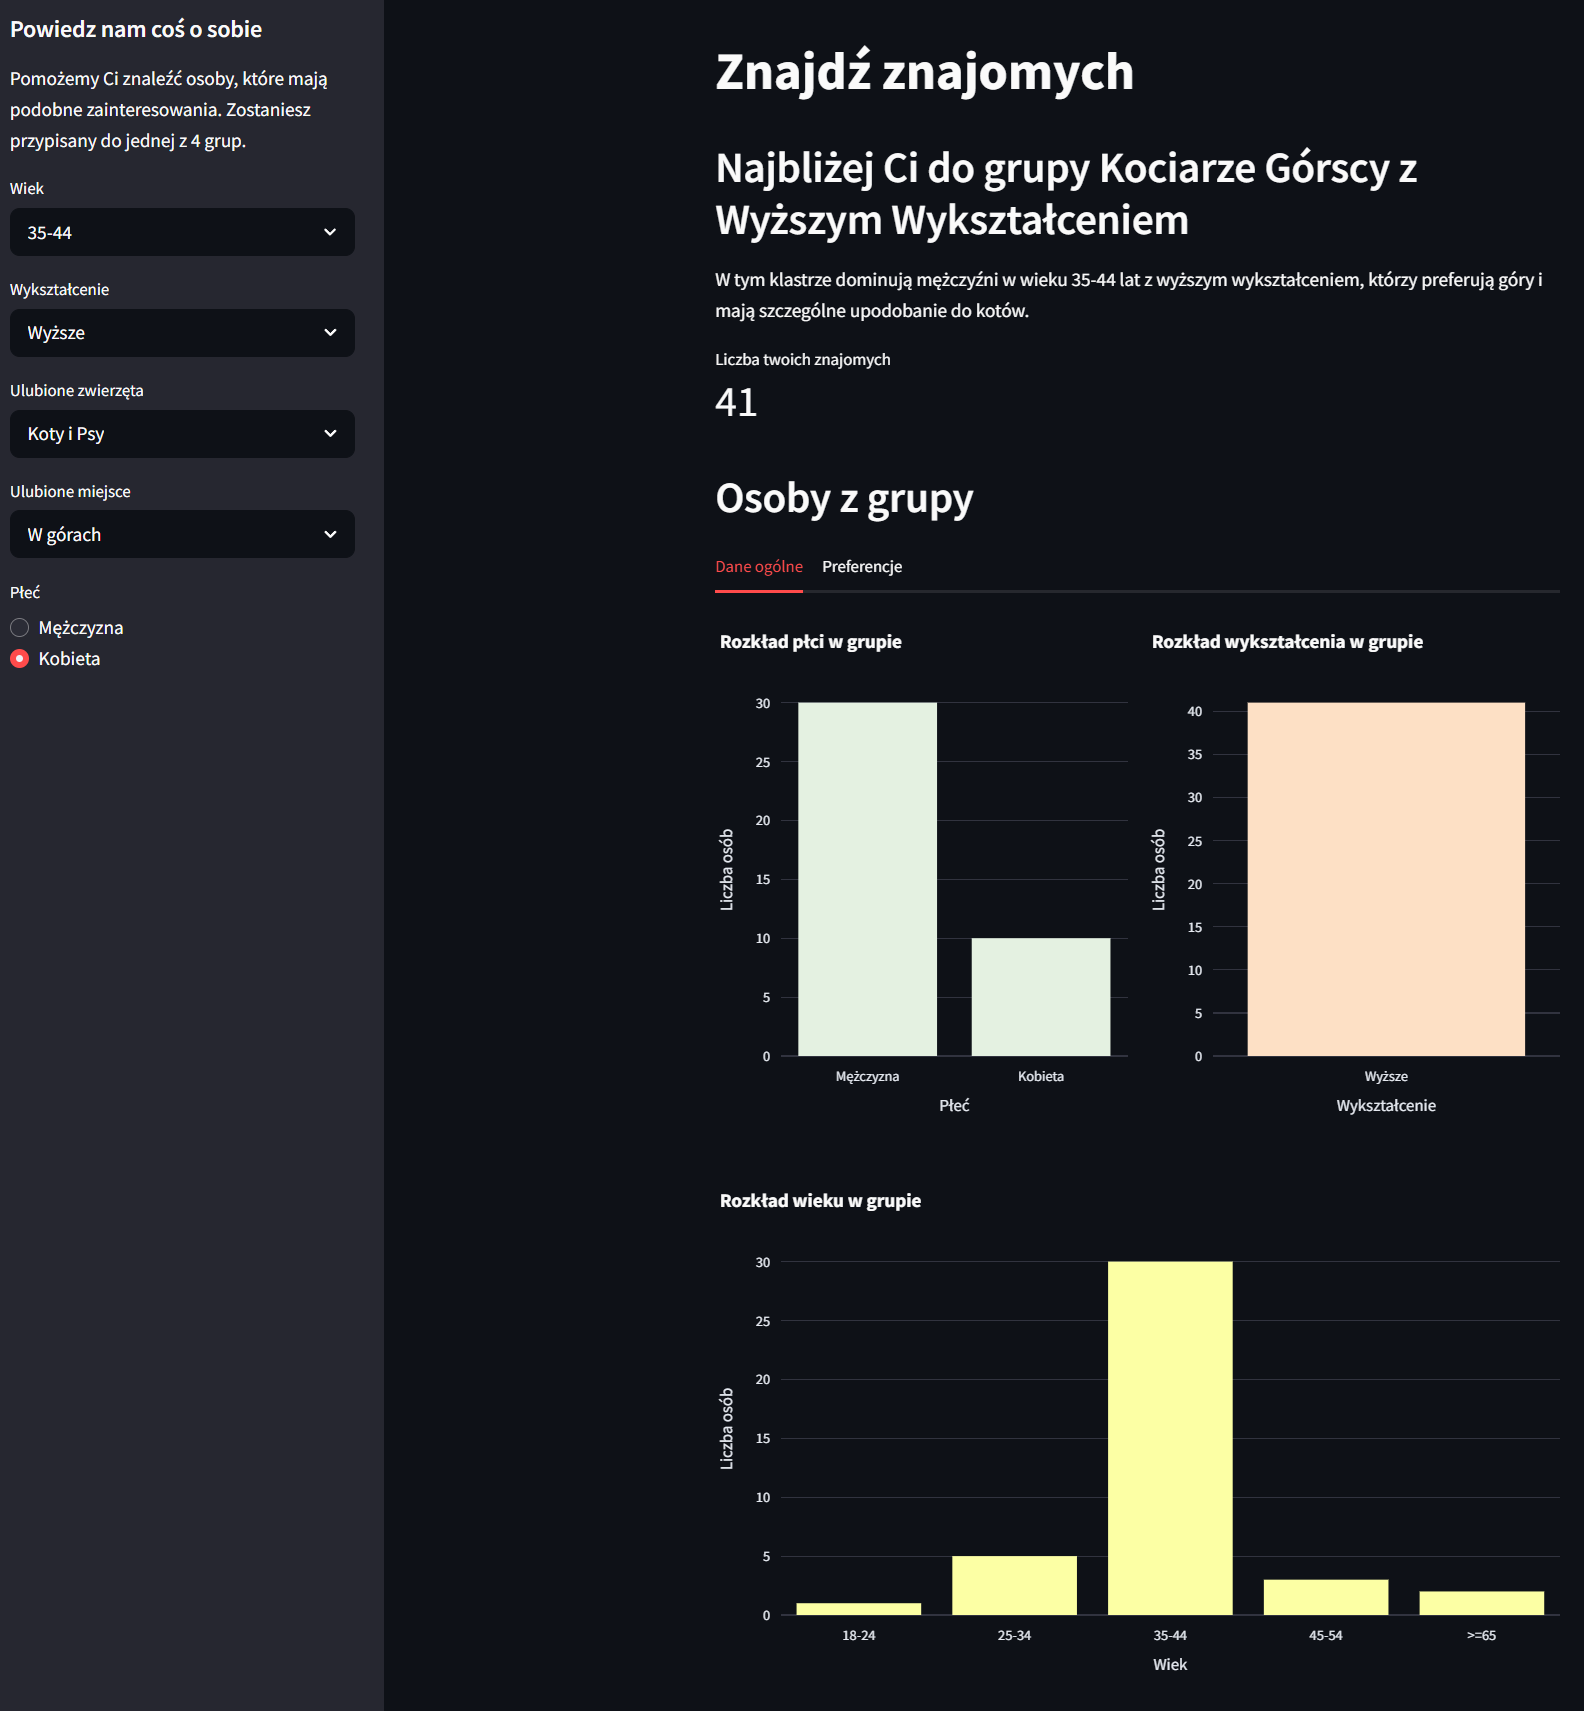 Powiedz nam coś o sobie
Pomożemy Ci znaleźć osoby, które mają
podobne zainteresowania. Zostaniesz
przypisany do jednej z 4 grup.
Wiek
35-44
Wykształcenie
Wyższe
Ulubione zwierzęta
Koty i Psy
Ulubione miejsce
W górach
Płeć
Mężczyzna
Kobieta
Znajdź znajomych
Najbliżej Ci do grupy Kociarze Górscy z
Wyższym Wykształceniem
W tym klastrze dominują mężczyźni w wieku 35-44 lat z wyższym wykształceniem, którzy preferują góry i
mają szczególne upodobanie do kotów.
Liczba twoich znajomych
41
Osoby z grupy
Dane ogólne Preferencje
Rozkład płci w grupie
30
25
20
15
10
5
0
Liczba osób
Mężczyzna Kobieta
Płeć
Rozkład wykształcenia w grupie
40
35
30
25
20
15
10
5
0
Liczba osób
Wyższe
Wykształcenie
Rozkład wieku w grupie
30
25
20
15
10
5
0
Liczba osób
18-24 25-34 35-44 45-54 >=65
Wiek